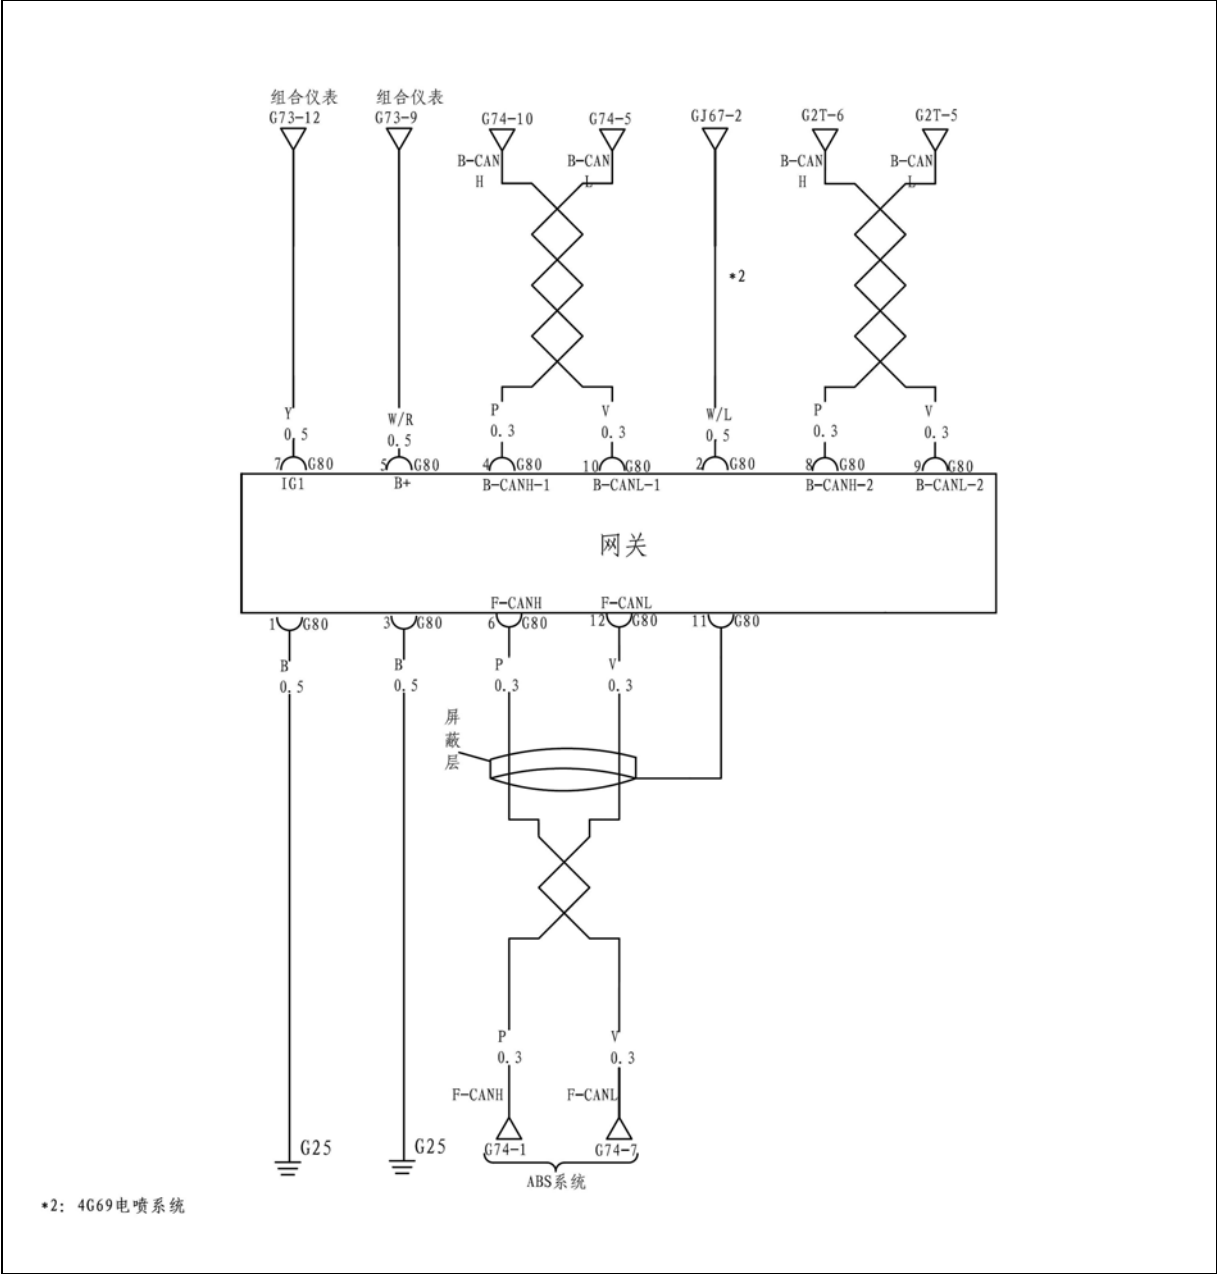 组合仪表 组合仪表
G73-12 G73-9 G74-10 G74-5 GJ67-2 G2T-6 G2T-5
B-CAN B-CAN B-CAN B-CAN
H L H L
*2
Y W/R P V W/L P V
0.5 0.5 0.3 0.3 0.5 0.3 0.3
7 G80 5 G80 4 G80 10 G80 2 G80 8 G80 9 G80
IG1 B+ B-CANH-1 B-CANL-1 B-CANH-2 B-CANL-2
网关
F-CANH F-CANL
1 G80 3 G80 6 G80 12 G80 11 G80
B B P V
0.5 0.5 0.3 0.3
屏
蔽
层
P V
0.3 0.3
F-CANH F-CANL
G25 G25 G74-1 G74-7
ABS系统
*2: 4G69电喷系统